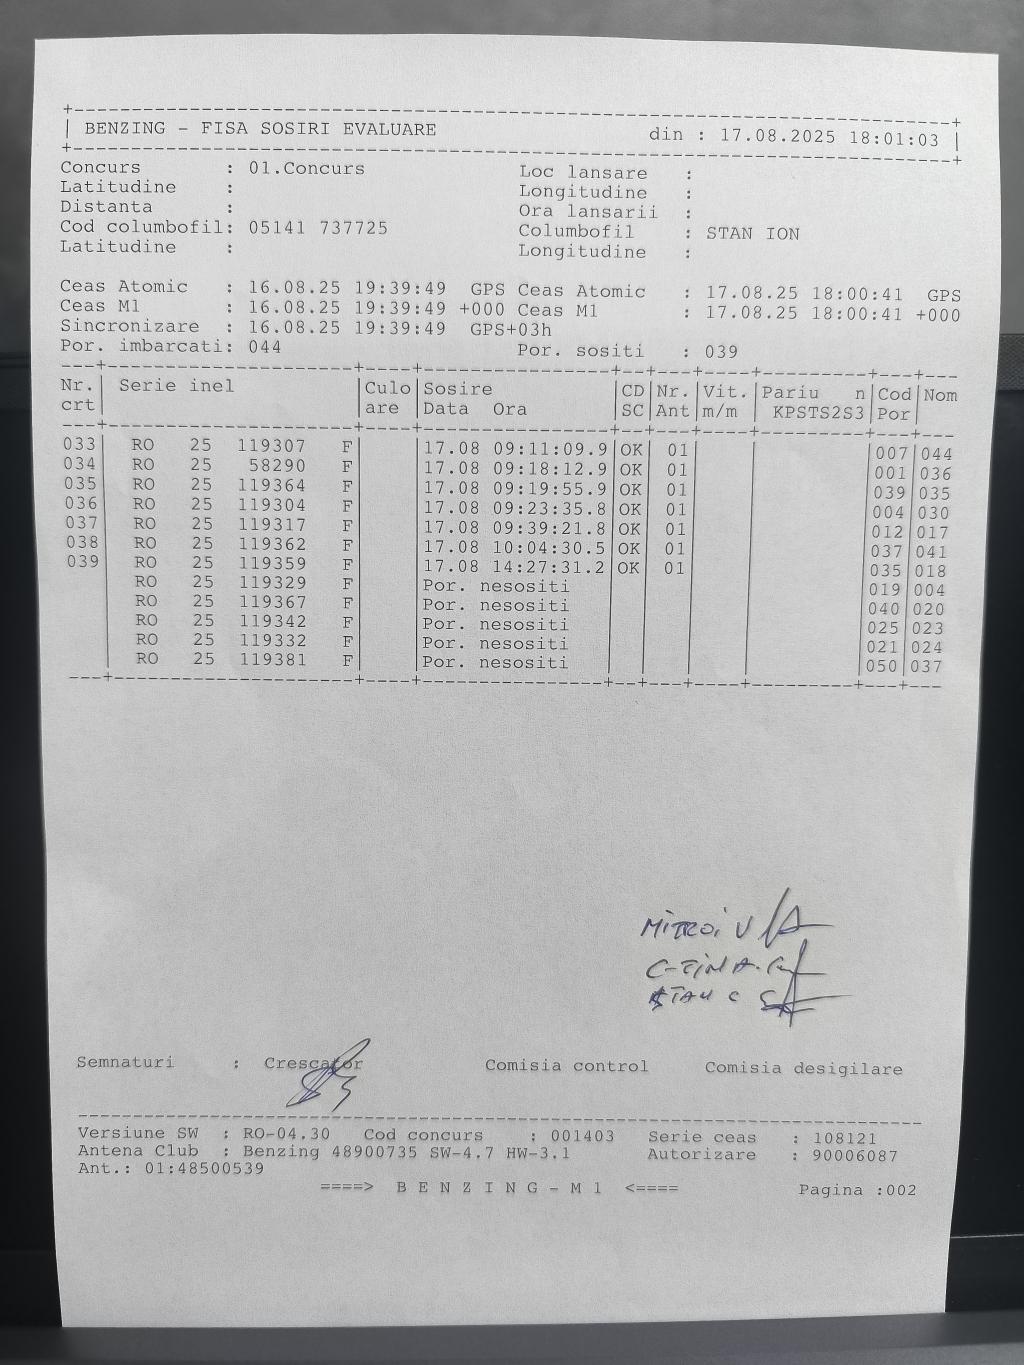 BENZING - FISA SOSIRI EVALUARE din : 17.08.2025 18:01:03
Concurs : 01.Concurs Loc lansare :
Latitudine : Longitudine :
Distanta : Ora lansarii :
Cod columbofil: 05141 737725 Columbofil : STAN ION
Latitudine : Longitudine :
Ceas Atomic : 16.08.25 19:39:49 GPS Ceas Atomic : 17.08.25 18:00:41 GPS
Ceas M1 : 16.08.25 19:39:49 +000 Ceas M1 : 17.08.25 18:00:41 +000
Sincronizare : 16.08.25 19:39:49 GPS+03h
Por. imbarcati: 044 Por. sositi : 039
Nr. Serie inel Culo Sosire CD Nr. Vit. Pariu n Cod Nom
crt are Data Ora SC Ant m/m KPSTS2S3 Por
033 RO 25 119307 F 17.08 09:11:09.9 OK 01 007 044
034 RO 25 58290 F 17.08 09:18:12.9 OK 01 001 036
035 RO 25 119364 F 17.08 09:19:55.9 OK 01 039 035
036 RO 25 119304 F 17.08 09:23:35.8 OK 01 004 030
037 RO 25 119317 F 17.08 09:39:21.8 OK 01 012 017
038 RO 25 119362 F 17.08 10:04:30.5 OK 01 037 041
039 RO 25 119359 F 17.08 14:27:31.2 OK 01 035 018
RO 25 119329 F Por. nesositi 019 004
RO 25 119367 F Por. nesositi 040 020
RO 25 119342 F Por. nesositi 025 023
RO 25 119332 F Por. nesositi 021 024
RO 25 119381 F Por. nesositi 050 037
MITROI V
STAN C
Semnaturi : Crescator Comisia control Comisia desigilare
Versiune SW : RO-04.30 Cod concurs : 001403 Serie ceas : 108121
Antena Club : Benzing 48900735 SW-4.7 HW-3.1 Autorizare : 90006087
Ant.: 01:48500539
====> B E N Z I N G - M 1 <==== Pagina :002